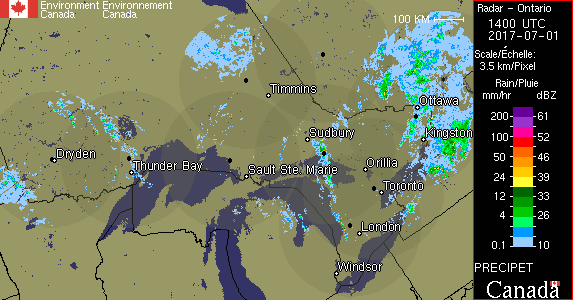 Environment Environnement
Canada Canada
100 KM
Timmins
Ottawa
Sudbury
Kingston
Dryden
Thunder Bay
Sault Ste. Marie
Orillia
Toronto
London
Windsor
Radar - Ontario
1400 UTC
2017-07-01
Scale/Échelle:
3.5 km/Pixel
Rain/Pluie
mm/hr dBZ
200 61
100 52
50 46
24 39
12 33
4 26
0.1 10
PRECIPET
Canada